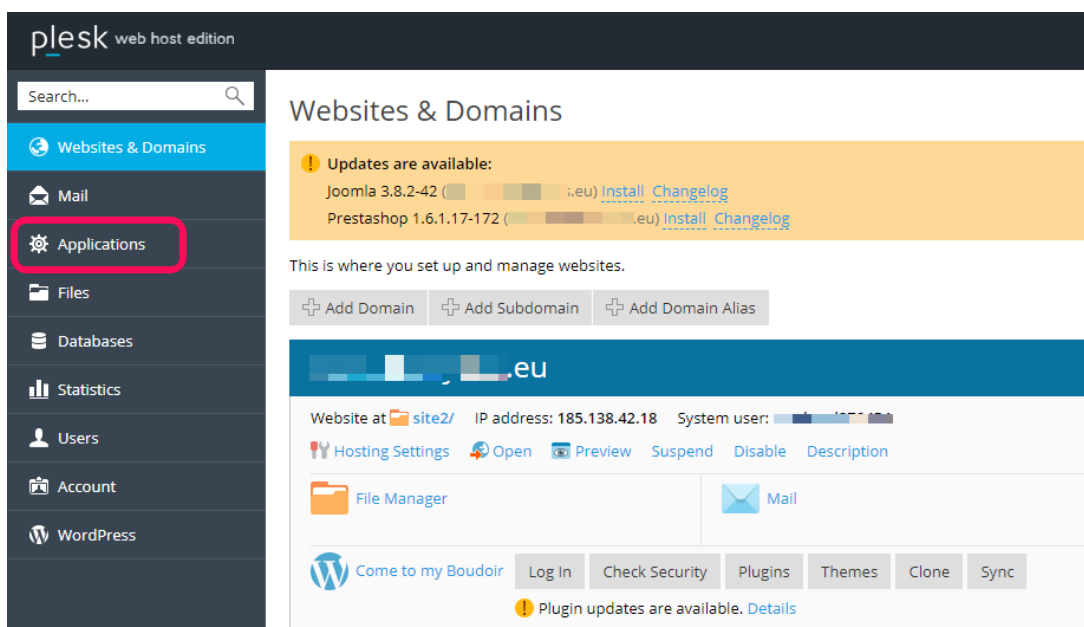 plesk web host edition
Search...
Websites & Domains
Mail
Applications
Files
Databases
Statistics
Users
Account
WordPress
Websites & Domains
Updates are available:
Joomla 3.8.2-42 ( .eu) Install Changelog
Prestashop 1.6.1.17-172 ( .eu) Install Changelog
This is where you set up and manage websites.
Add Domain Add Subdomain Add Domain Alias
.eu
Website at site2/ IP address: 185.138.42.18 System user:
Hosting Settings Open Preview Suspend Disable Description
File Manager Mail
Come to my Boudoir Log In Check Security Plugins Themes Clone Sync
Plugin updates are available. Details